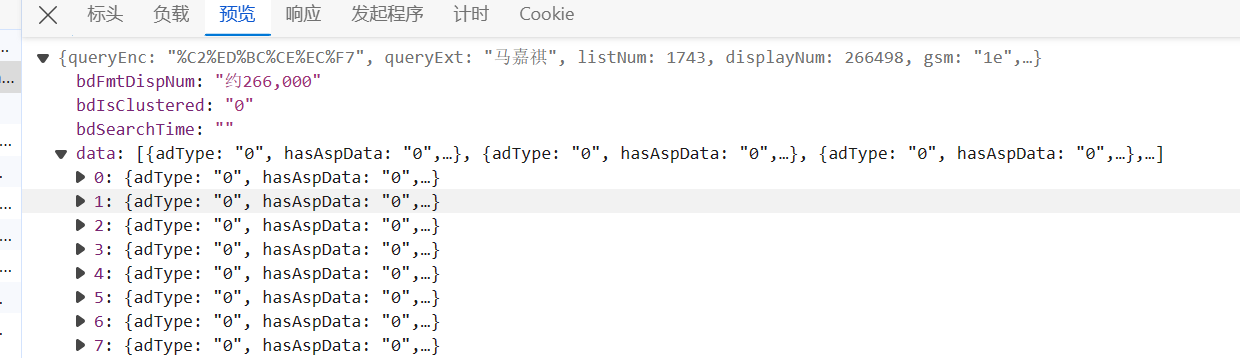 标头 负载 预览 响应 发起程序 计时 Cookie
{queryEnc: "%C2%ED%BC%CE%EC%F7", queryExt: "马嘉祺", listNum: 1743, displayNum: 266498, gsm: "1e",…}
bdFmtDispNum: "约266,000"
bdIsClustered: "0"
bdSearchTime: ""
data: [{adType: "0", hasAspData: "0",…}, {adType: "0", hasAspData: "0",…}, {adType: "0", hasAspData: "0",…},…]
0: {adType: "0", hasAspData: "0",…}
1: {adType: "0", hasAspData: "0",…}
2: {adType: "0", hasAspData: "0",…}
3: {adType: "0", hasAspData: "0",…}
4: {adType: "0", hasAspData: "0",…}
5: {adType: "0", hasAspData: "0",…}
6: {adType: "0", hasAspData: "0",…}
7: {adType: "0", hasAspData: "0",…}